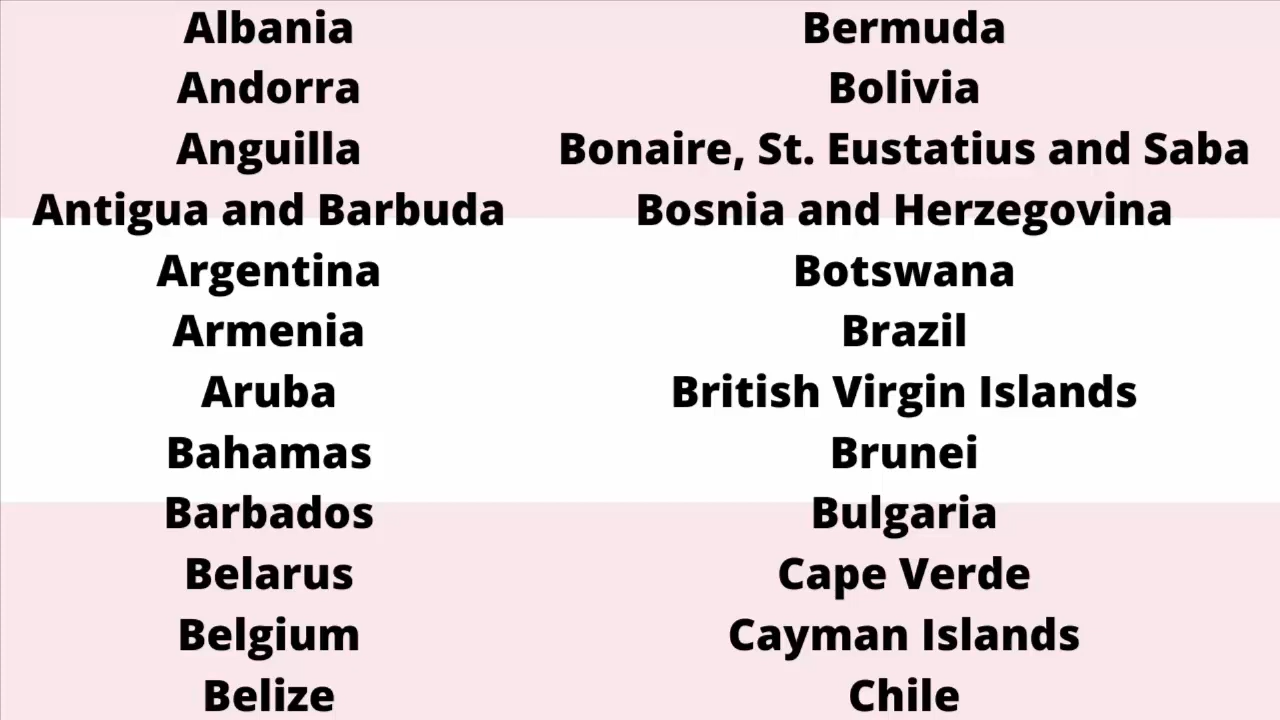 Albania
Andorra
Anguilla
Antigua and Barbuda
Argentina
Armenia
Aruba
Bahamas
Barbados
Belarus
Belgium
Belize
Bermuda
Bolivia
Bonaire, St. Eustatius and Saba
Bosnia and Herzegovina
Botswana
Brazil
British Virgin Islands
Brunei
Bulgaria
Cape Verde
Cayman Islands
Chile